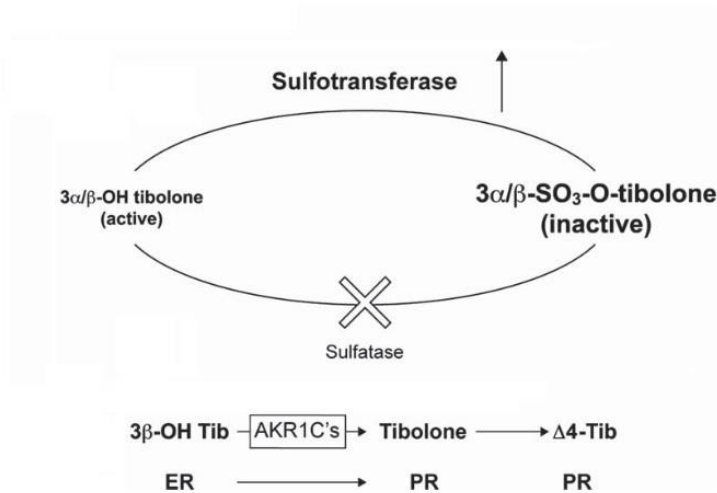 Sulfotransferase
3α/β-OH tibolone
(active)
3α/β-SO₃-O-tibolone
(inactive)
Sulfatase
3β-OH Tib AKR1C's Tibolone Δ4-Tib
ER PR PR